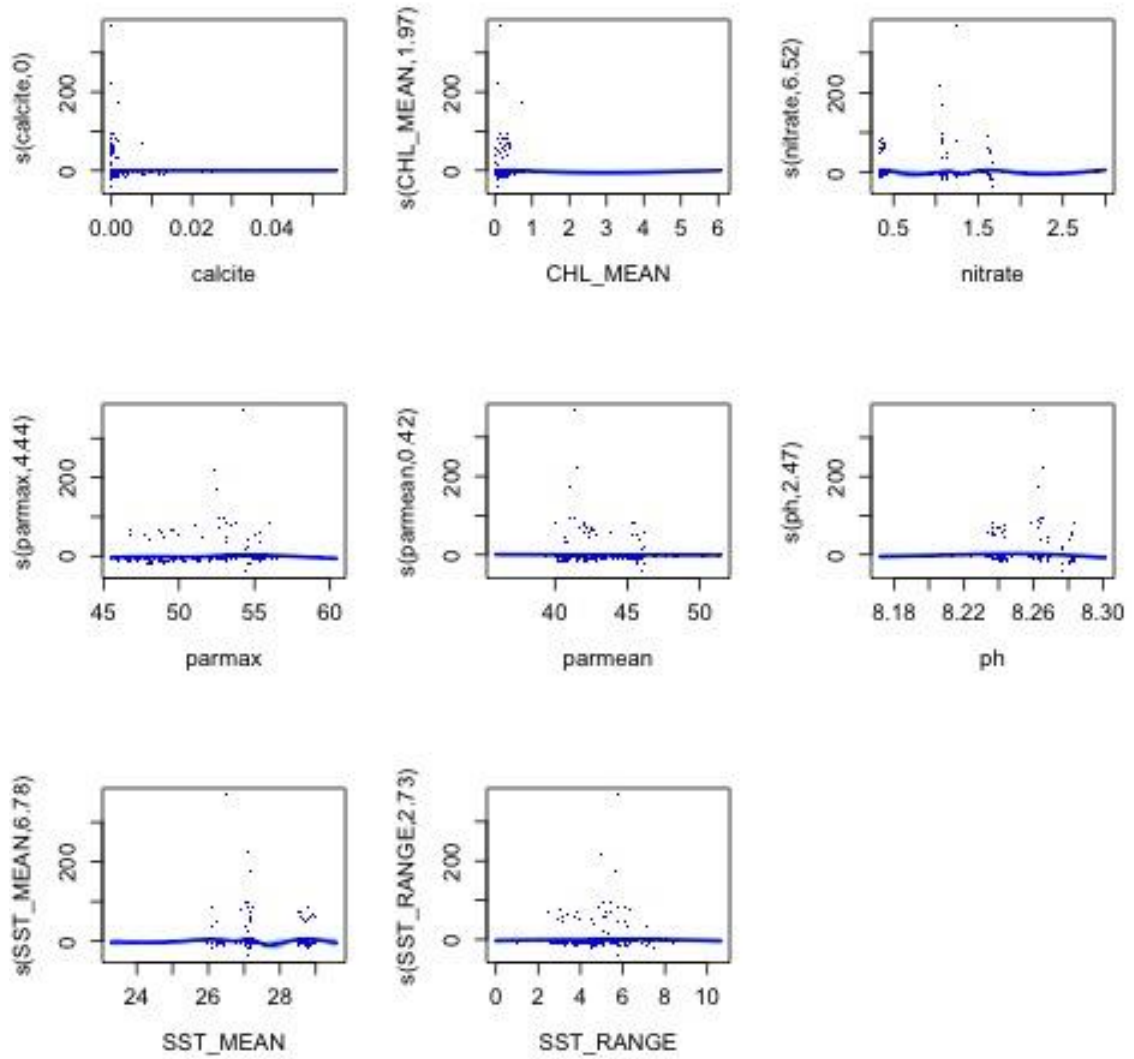 s(calcite,0)
200
0
0.00 0.02 0.04
calcite
s(CHL_MEAN,1.97)
200
0
0 1 2 3 4 5 6
CHL_MEAN
s(nitrate,6.52)
200
0
0.5 1.5 2.5
nitrate
s(parmax,4.44)
200
0
45 50 55 60
parmax
s(parmean,0.42)
200
0
40 45 50
parmean
s(ph,2.47)
200
0
8.18 8.22 8.26 8.30
ph
s(SST_MEAN,6.78)
200
0
24 26 28
SST_MEAN
s(SST_RANGE,2.73)
200
0
0 2 4 6 8 10
SST_RANGE